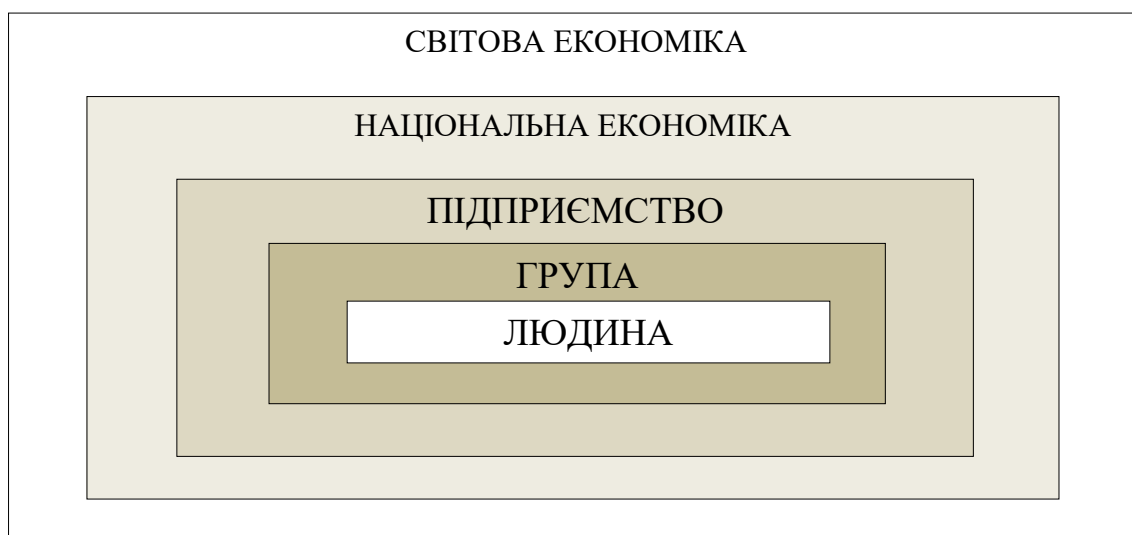 СВІТОВА ЕКОНОМІКА
НАЦІОНАЛЬНА ЕКОНОМІКА
ПІДПРИЄМСТВО
ГРУПА
ЛЮДИНА